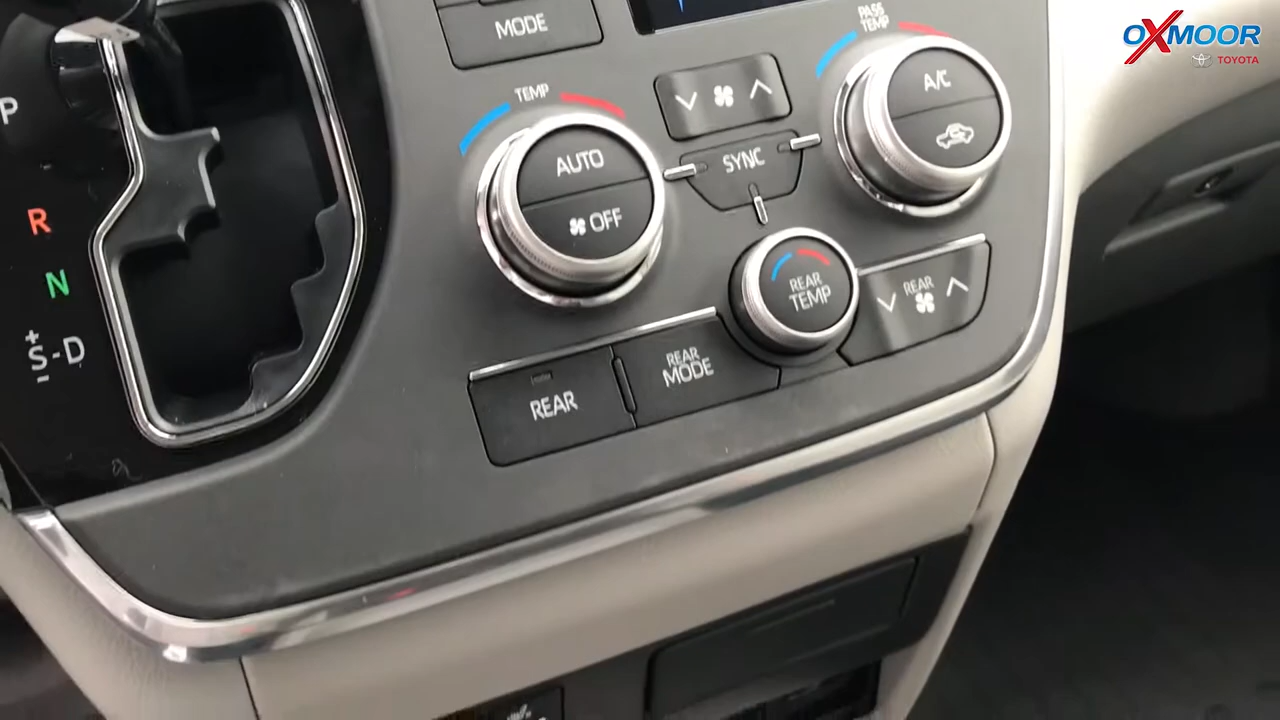 OXMOOR
TOYOTA
MODE
PASS
TEMP
TEMP
A/C
AUTO
SYNC
OFF
REAR
TEMP
REAR
REAR
MODE
REAR
P
R
N
+
S-D
-